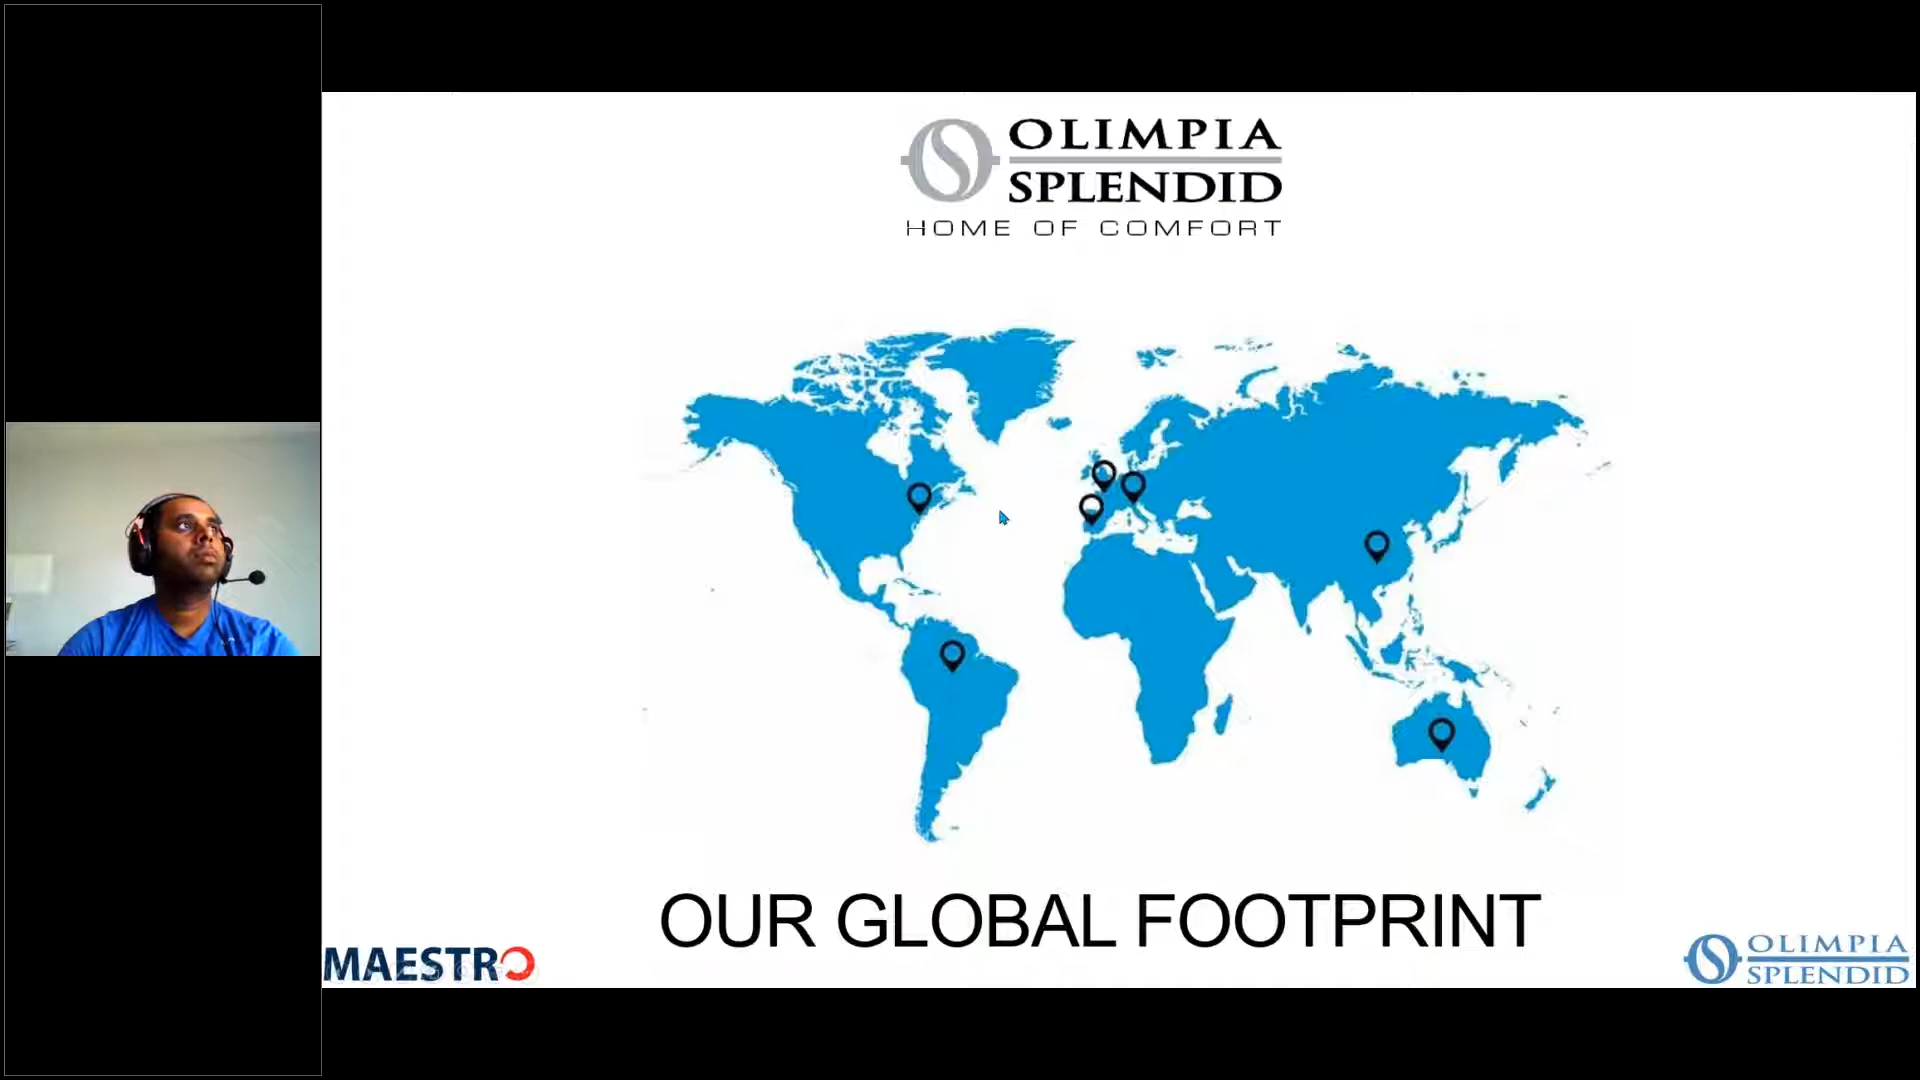 OLIMPIA
SPLENDID
HOME OF COMFORT
OUR GLOBAL FOOTPRINT
MAESTRO
OLIMPIA
SPLENDID